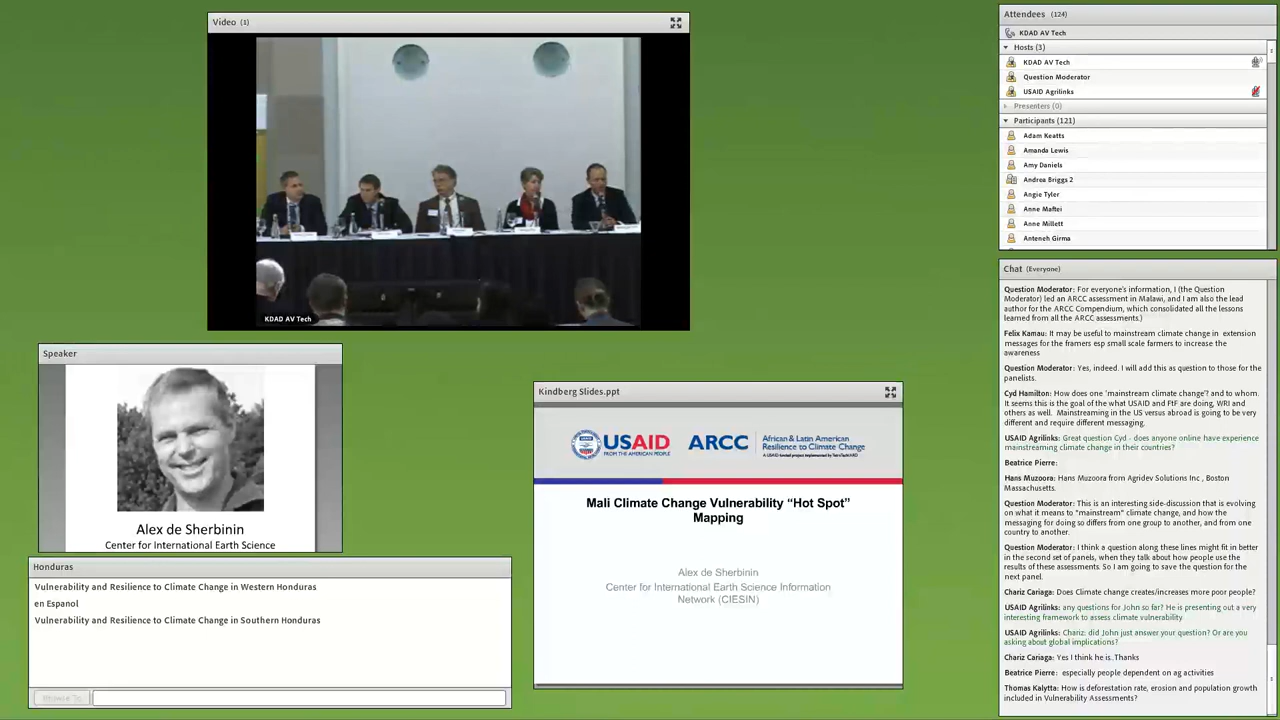 Video (1)
KDAD AV Tech
Speaker
Alex de Sherbinin
Center for International Earth Science
Honduras
Vulnerability and Resilience to Climate Change in Western Honduras
en Espanol
Vulnerability and Resilience to Climate Change in Southern Honduras
Browse To
Kindberg Slides.ppt
USAID
FROM THE AMERICAN PEOPLE
ARCC
African & Latin American
Resilience to Climate Change
Mali Climate Change Vulnerability “Hot Spot”
Mapping
Alex de Sherbinin
Center for International Earth Science Information
Network (CIESIN)
Attendees (124)
KDAD AV Tech
Hosts (3)
KDAD AV Tech
Question Moderator
USAID Agrilinks
Presenters (0)
Participants (121)
Adam Keatts
Amanda Lewis
Amy Daniels
Andrea Briggs 2
Angie Tyler
Anne Maftei
Anne Millett
Anteneh Girma
Chat (Everyone)
Question Moderator: For everyone's information, I (the Question
Moderator) led an ARCC assessment in Malawi, and I am also the lead
author for the ARCC Compendium, which consolidated all the lessons
learned from all the ARCC assessments.)
Felix Kamau: It may be useful to mainstream climate change in extension
messages for the framers esp small scale farmers to increase the
awareness
Question Moderator: Yes, indeed. I will add this as question to those for the
panelists.
Cyd Hamilton: How does one 'mainstream climate change'? and to whom.
It seems this is the goal of the what USAID and FtF are doing, WRI and
others as well. Mainstreaming in the US versus abroad is going to be very
different and require different messaging.
USAID Agrilinks: Great question Cyd - does anyone online have experience
mainstreaming climate change in their countries?
Beatrice Pierre:
Hans Muzoora: Hans Muzoora from Agridev Solutions Inc , Boston
Massachusetts.
Question Moderator: This is an interesting side-discussion that is evolving
on what it means to "mainstream" climate change, and how the
messaging for doing so differs from one group to another, and from one
country to another.
Question Moderator: I think a question along these lines might fit in better
in the second set of panels, when they talk about how people use the
results of these assessments. So I am going to save the question for the
next panel.
Chariz Cariaga: Does Climate change creates/increases more poor people?
USAID Agrilinks: any questions for John so far? He is presenting out a very
interesting framework to assess climate vulnerability
USAID Agrilinks: Chariz: did John just answer your question? Or are you
asking about global implications?
Chariz Cariaga: Yes I think he is. Thanks
Beatrice Pierre: especially people dependent on ag activities
Thomas Kalytta: How is deforestation rate, erosion and population growth
included in Vulnerability Assessments?